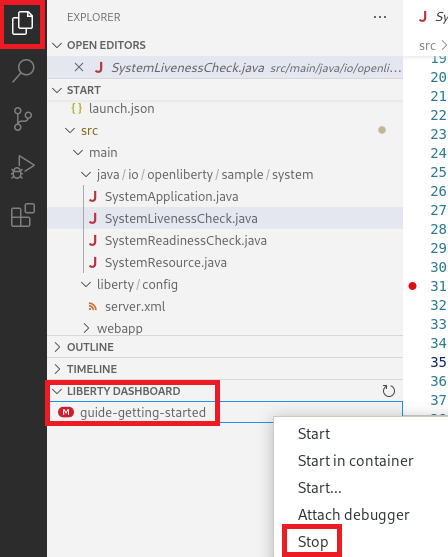 EXPLORER ...
OPEN EDITORS
J SystemLivenessCheck.java src/main/java/io/openli...
START
{} launch.json
src
main
java / io / openliberty / sample / system
J SystemApplication.java
J SystemLivenessCheck.java
J SystemReadinessCheck.java
J SystemResource.java
liberty / config
server.xml
webapp
OUTLINE
TIMELINE
LIBERTY DASHBOARD
M guide-getting-started
Start
Start in container
Start...
Attach debugger
Stop
J S
src
19
20
21
22
23
24
25
26
27
28
29
30
31
32
33
34
35
36
37